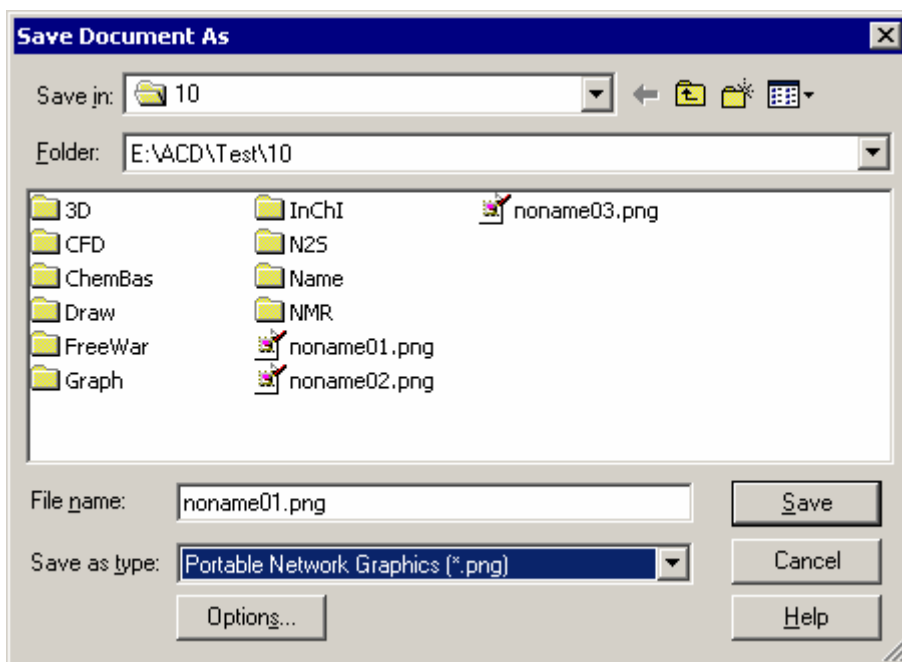 Save Document As
Save in: 10
Folder: E:\ACD\Test\10
3D InChI noname03.png
CFD N2S
ChemBas Name
Draw NMR
FreeWar noname01.png
Graph noname02.png
File name: noname01.png Save
Save as type: Portable Network Graphics (*.png) Cancel
Options... Help